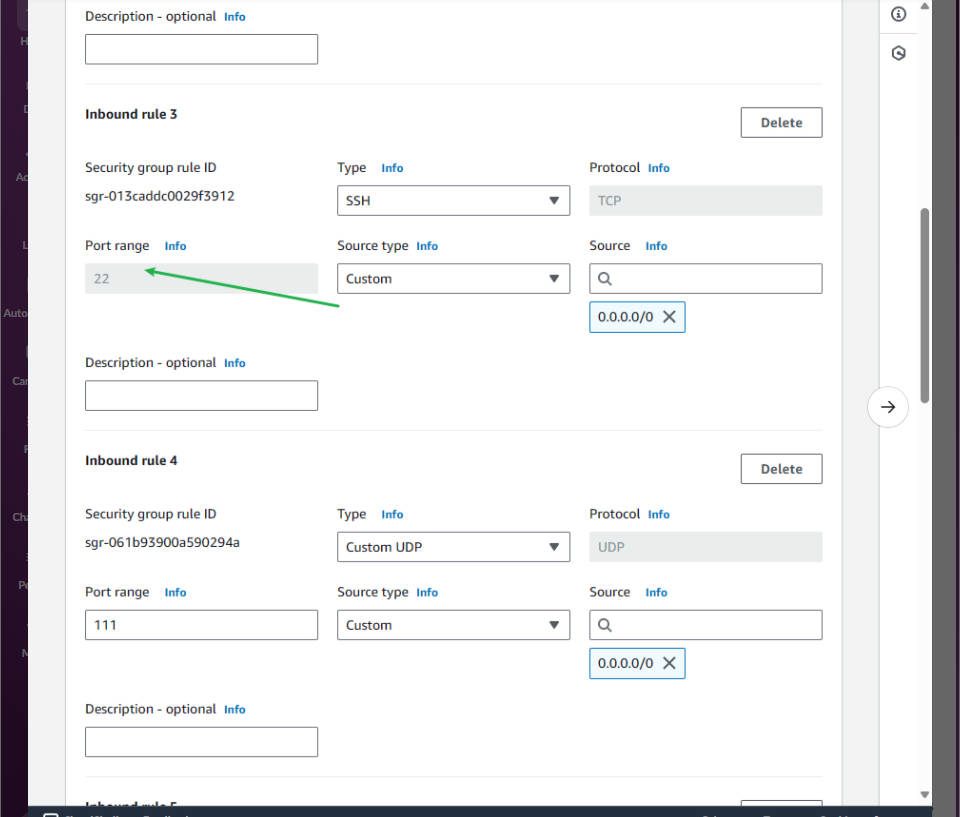 Description - optional Info
Inbound rule 3
Delete
Security group rule ID
Type Info
Protocol Info
sgr-013caddc0029f3912
SSH
TCP
Port range Info
Source type Info
Source Info
22
Custom
0.0.0.0/0
Description - optional Info
Inbound rule 4
Delete
Security group rule ID
Type Info
Protocol Info
sgr-061b93900a590294a
Custom UDP
UDP
Port range Info
Source type Info
Source Info
111
Custom
0.0.0.0/0
Description - optional Info
Inbound rule 5